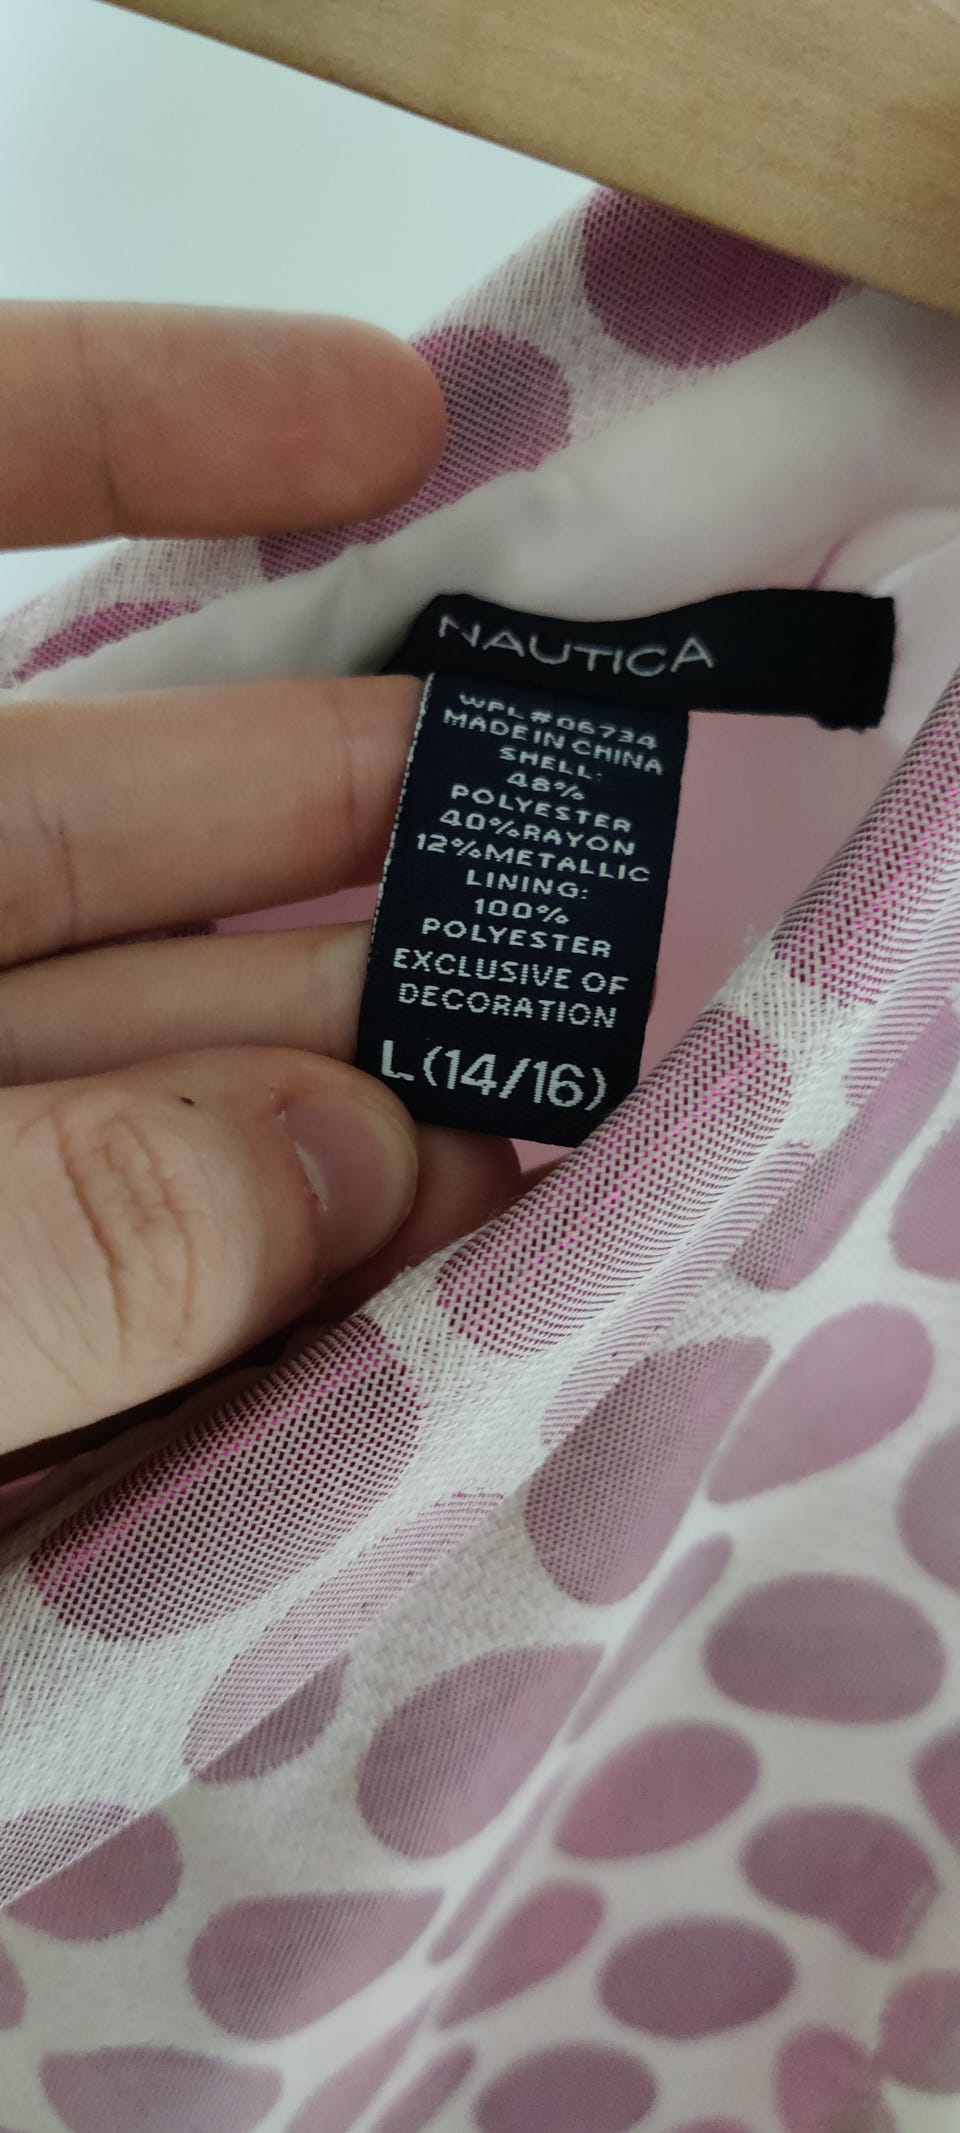 NAUTICA
WPL#06734
MADE IN CHINA
SHELL:
48%
POLYESTER
40%RAYON
12%METALLIC
LINING:
100%
POLYESTER
EXCLUSIVE OF
DECORATION
L(14/16)